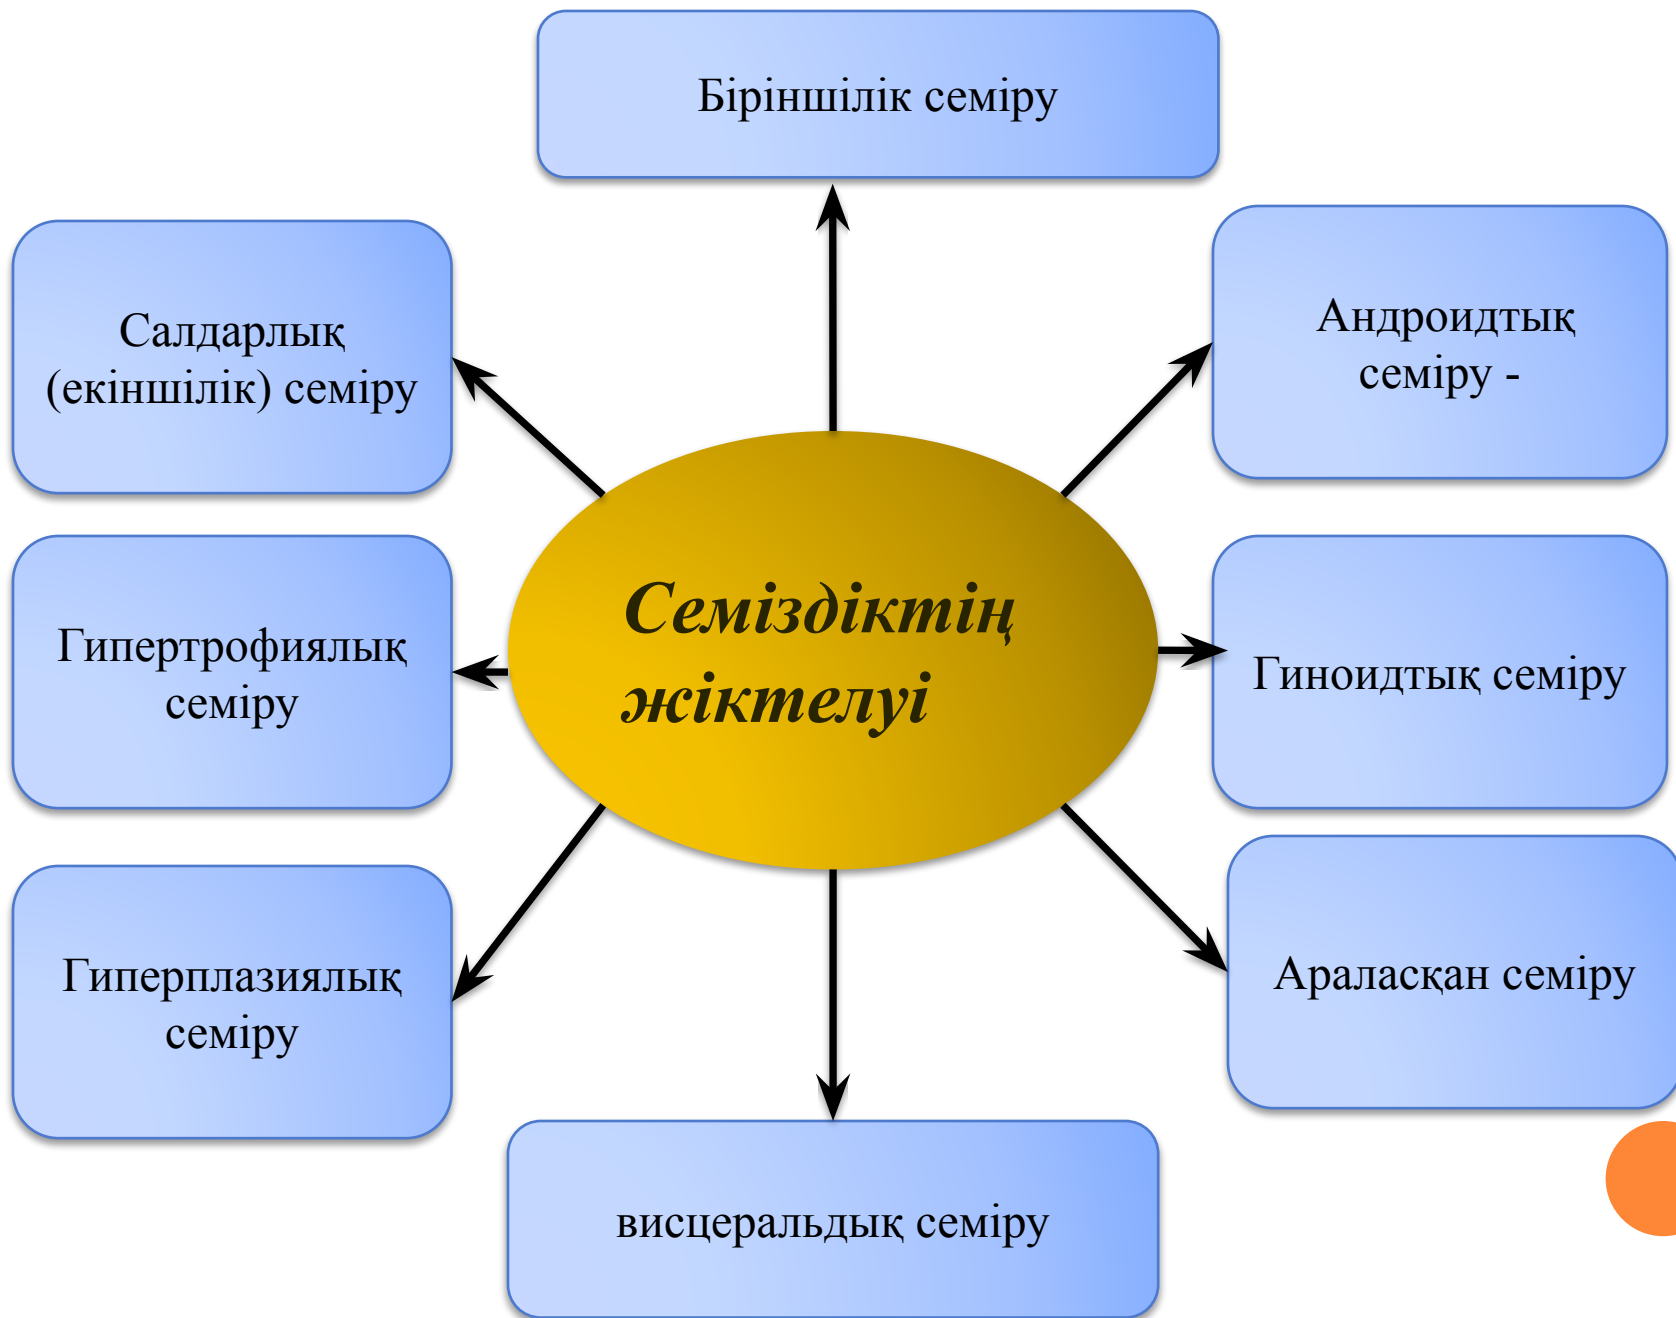 Біріншілік семіру
Салдарлық
(екіншілік) семіру
Андроидтық
семіру -
Гипертрофиялық
семіру
Семіздіктің
жіктелуі
Гиноидтық семіру
Гиперплазиялық
семіру
Араласқан семіру
висцеральдық семіру